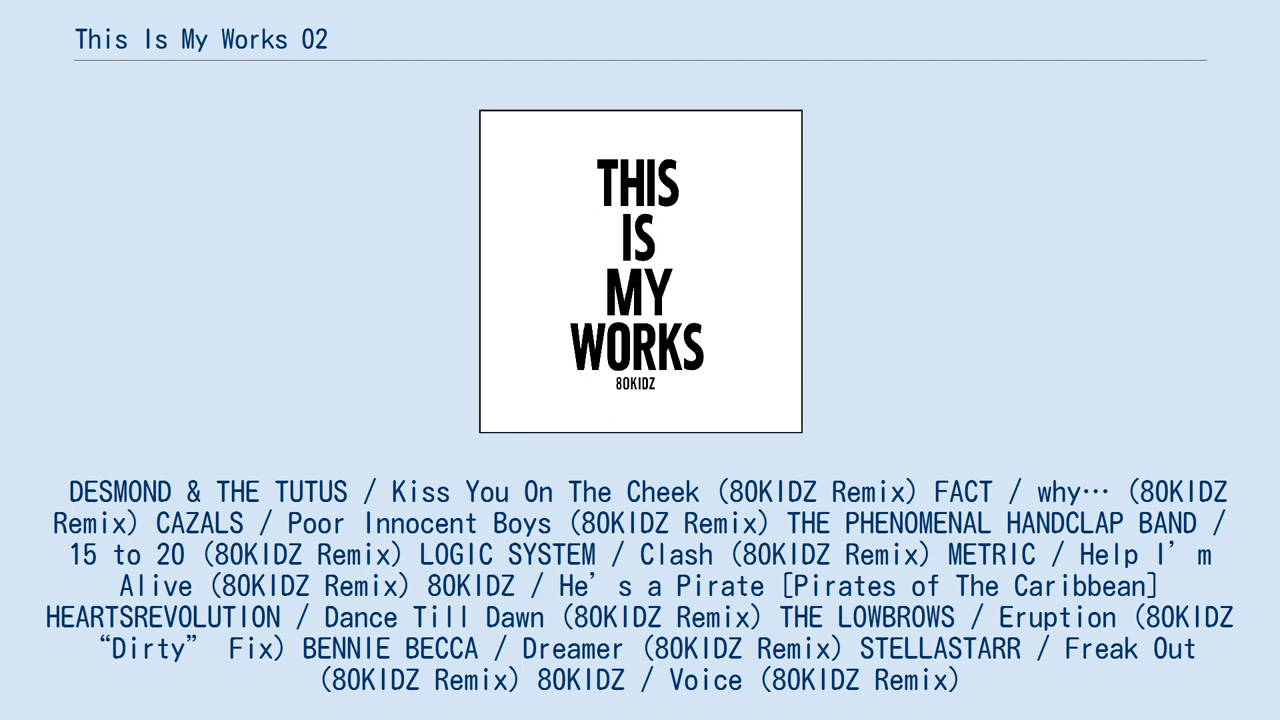 This Is My Works 02
THIS
IS
MY
WORKS
80KIDZ
DESMOND & THE TUTUS / Kiss You On The Cheek (80KIDZ Remix) FACT / why… (80KIDZ
Remix) CAZALS / Poor Innocent Boys (80KIDZ Remix) THE PHENOMENAL HANDCLAP BAND /
15 to 20 (80KIDZ Remix) LOGIC SYSTEM / Clash (80KIDZ Remix) METRIC / Help I’m
Alive (80KIDZ Remix) 80KIDZ / He’s a Pirate [Pirates of The Caribbean]
HEARTSREVOLUTION / Dance Till Dawn (80KIDZ Remix) THE LOWBROWS / Eruption (80KIDZ
“Dirty” Fix) BENNIE BECCA / Dreamer (80KIDZ Remix) STELLASTARR / Freak Out
(80KIDZ Remix) 80KIDZ / Voice (80KIDZ Remix)